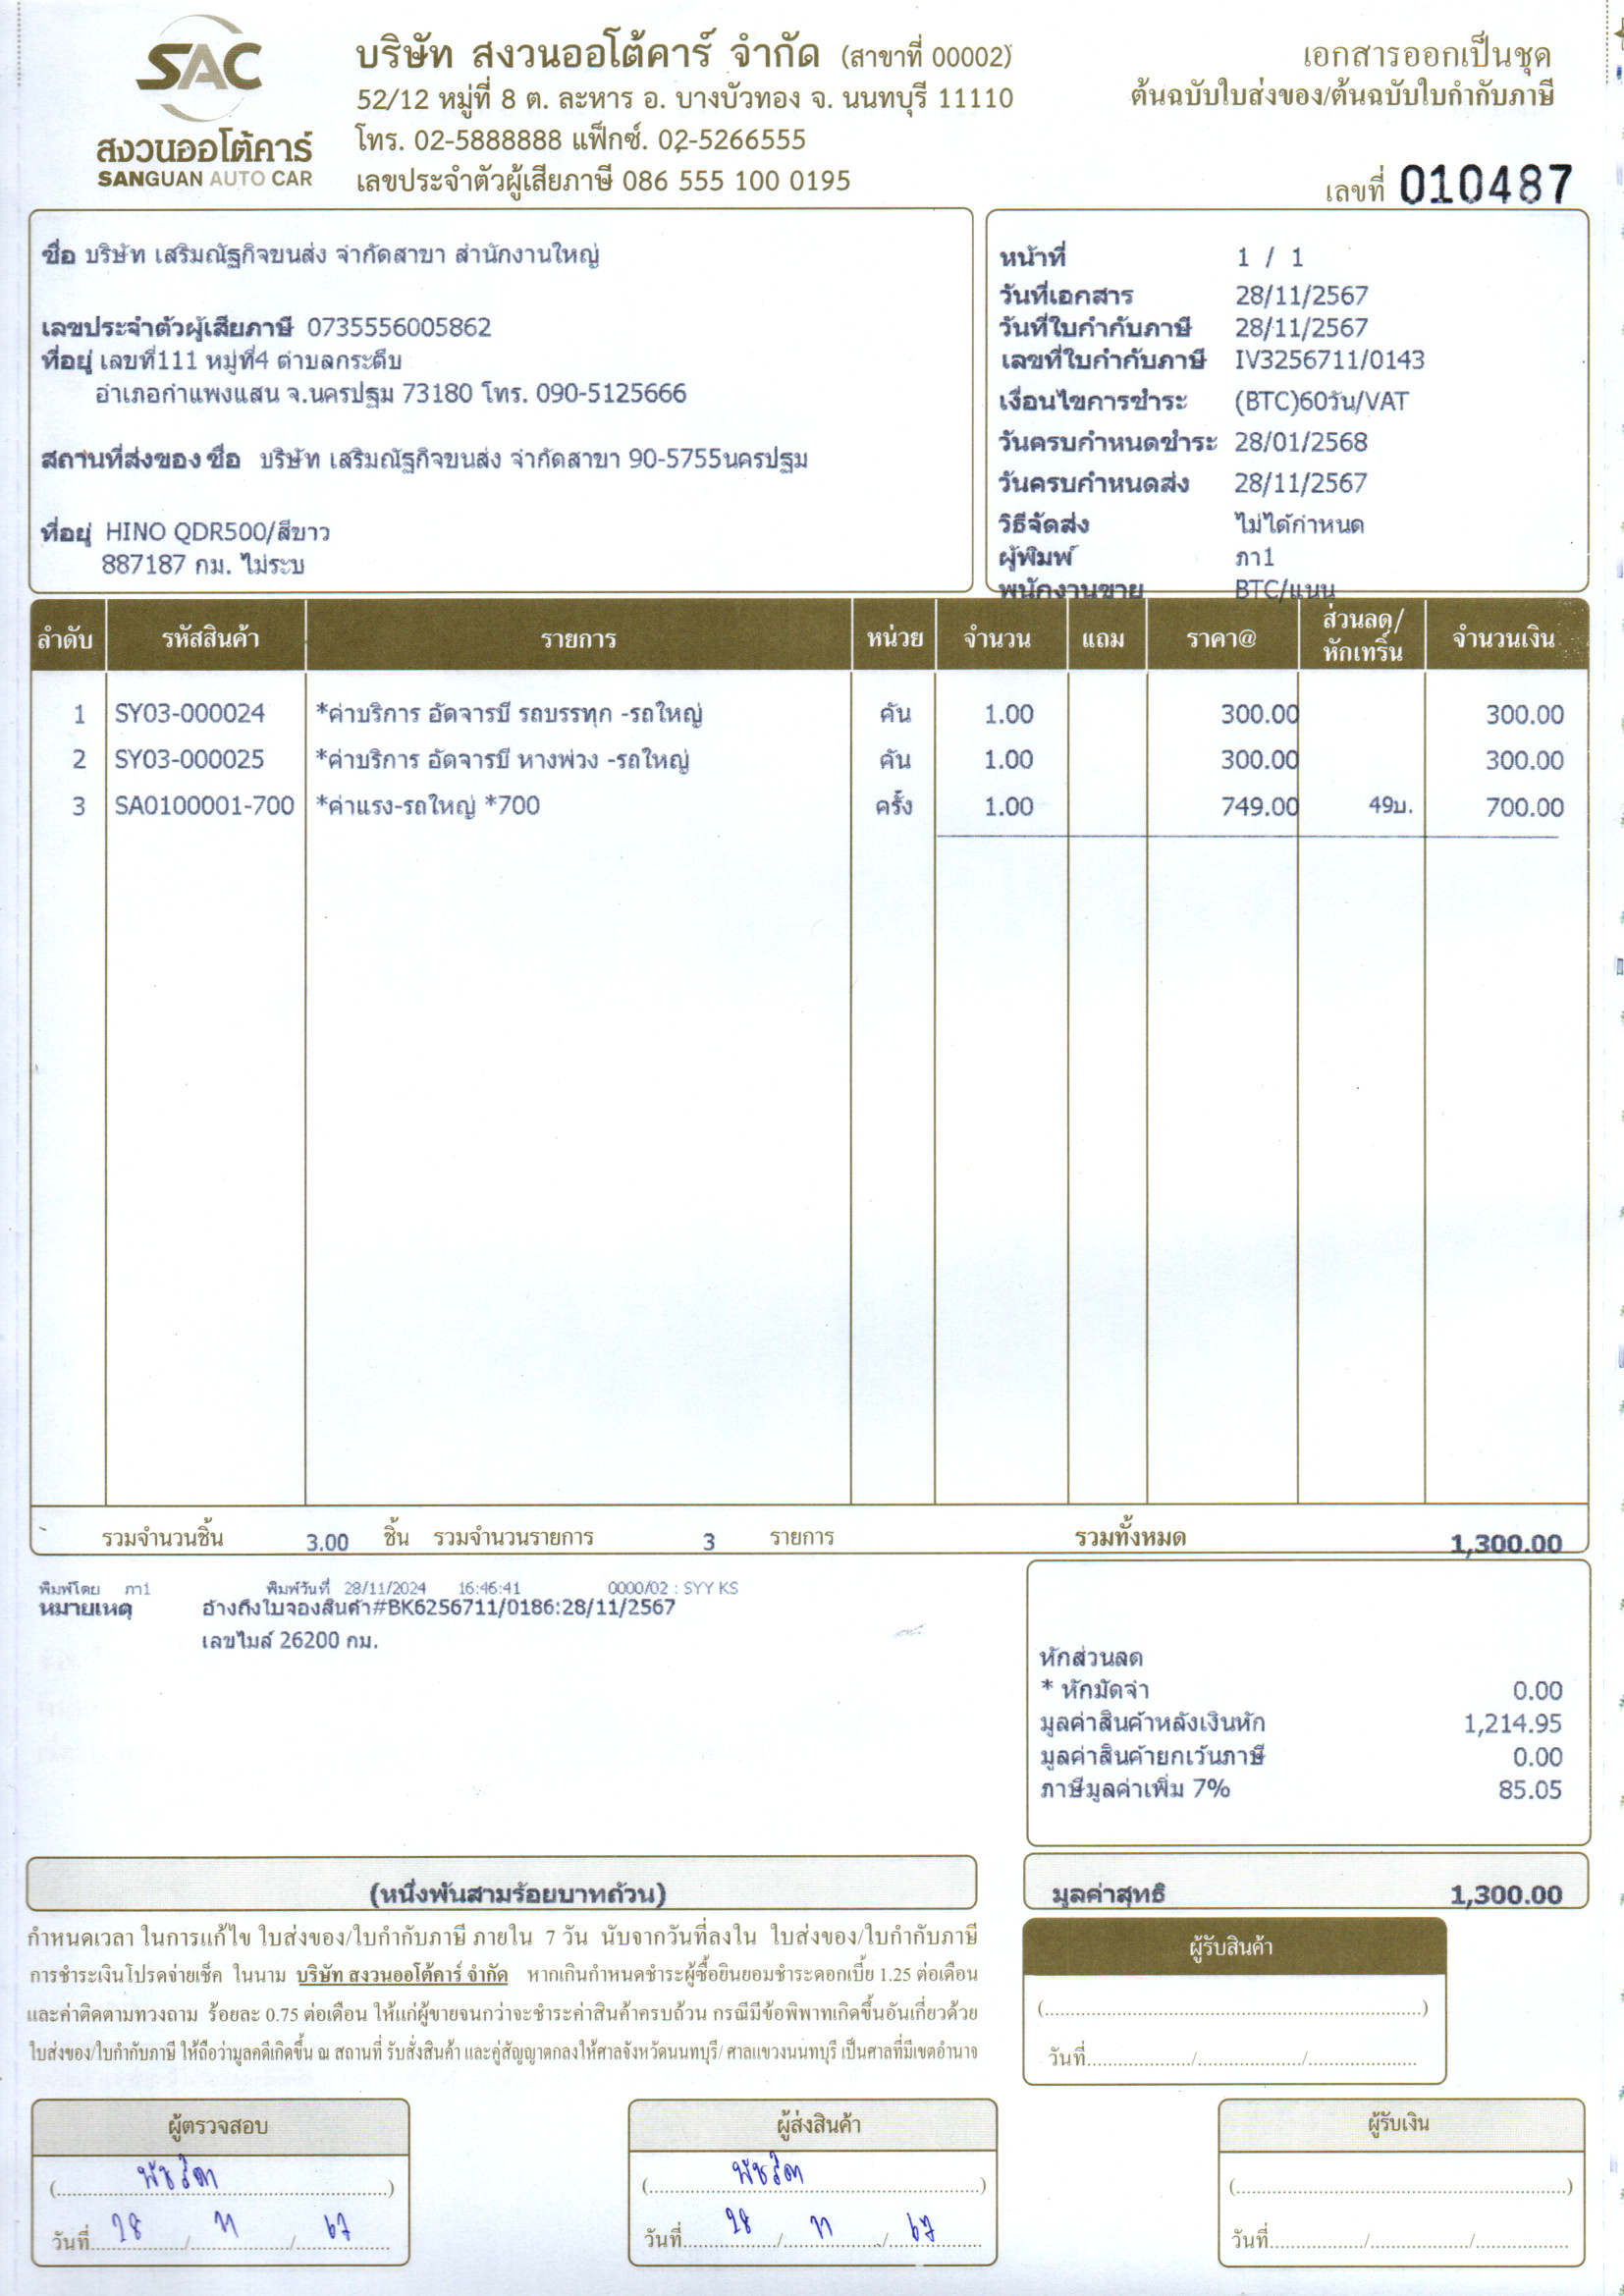 SAC
สงวนออโต้คาร์
SANGUAN AUTO CAR
บริษัท สงวนออโต้คาร์ จำกัด (สาขาที่ 00002)
52/12 หมู่ที่ 8 ต. ละหาร อ. บางบัวทอง จ. นนทบุรี 11110
โทร. 02-5888888 แฟ็กซ์. 02-5266555
เลขประจำตัวผู้เสียภาษี 086 555 100 0195
เอกสารออกเป็นชุด
ต้นฉบับใบส่งของ/ต้นฉบับใบกำกับภาษี
เลขที่ 010487
ชื่อ บริษัท เสริมณัฐกิจขนส่ง จำกัดสาขา สำนักงานใหญ่
เลขประจำตัวผู้เสียภาษี 0735556005862
ที่อยู่ เลขที่111 หมู่ที่4 ตำบลกระตีบ
อำเภอกำแพงแสน จ.นครปฐม 73180 โทร. 090-5125666
สถานที่ส่งของ ชื่อ บริษัท เสริมณัฐกิจขนส่ง จำกัดสาขา 90-5755นครปฐม
ที่อยู่ HINO QDR500/สีขาว
887187 กม. ไม่ระบ
หน้าที่ 1 / 1
วันที่เอกสาร 28/11/2567
วันที่ใบกำกับภาษี 28/11/2567
เลขที่ใบกำกับภาษี IV3256711/0143
เงื่อนไขการชำระ (BTC)60วัน/VAT
วันครบกำหนดชำระ 28/01/2568
วันครบกำหนดส่ง 28/11/2567
วิธีจัดส่ง ไม่ได้กำหนด
ผู้พิมพ์ ภา1
พนักงานขาย BTC/แนน
ลำดับ รหัสสินค้า รายการ หน่วย จำนวน แถม ราคา@ ส่วนลด/หักเทริ์น จำนวนเงิน
1 SY03-000024 *ค่าบริการ อัดจารบี รถบรรทุก -รถใหญ่ คัน 1.00 300.00 300.00
2 SY03-000025 *ค่าบริการ อัดจารบี หางพ่วง -รถใหญ่ คัน 1.00 300.00 300.00
3 SA0100001-700 *ค่าแรง-รถใหญ่ *700 ครั้ง 1.00 749.00 49บ. 700.00
รวมจำนวนชิ้น 3.00 ชิ้น รวมจำนวนรายการ 3 รายการ รวมทั้งหมด 1,300.00
พิมพ์โดย ภา1 พิมพ์วันที่ 28/11/2024 16:46:41 0000/02 : SYY KS
หมายเหตุ อ้างถึงใบจองสินค้า#BK6256711/0186:28/11/2567
เลขไมล์ 26200 กม.
หักส่วนลด
* หักมัดจำ 0.00
มูลค่าสินค้าหลังเงินหัก 1,214.95
มูลค่าสินค้ายกเว้นภาษี 0.00
ภาษีมูลค่าเพิ่ม 7% 85.05
(หนึ่งพันสามร้อยบาทถ้วน)
มูลค่าสุทธิ 1,300.00
กำหนดเวลา ในการแก้ไข ใบส่งของ/ใบกำกับภาษี ภายใน 7 วัน นับจากวันที่ลงใน ใบส่งของ/ใบกำกับภาษี
การชำระเงินโปรดจ่ายเช็ค ในนาม บริษัท สงวนออโต้คาร์ จำกัด หากเกินกำหนดชำระผู้ซื้อยินยอมชำระดอกเบี้ย 1.25 ต่อเดือน
และค่าติดตามทวงถาม ร้อยละ 0.75 ต่อเดือน ให้แก่ผู้ขายจนกว่าจะชำระค่าสินค้าครบถ้วน กรณีมีข้อพิพาทเกิดขึ้นอันเกี่ยวด้วย
ใบส่งของ/ใบกำกับภาษี ให้ถือว่ามูลคดีเกิดขึ้น ณ สถานที่ รับสั่งสินค้า และคู่สัญญาตกลงให้ศาลจังหวัดนนทบุรี/ ศาลแขวงนนทบุรี เป็นศาลที่มีเขตอำนาจ
ผู้รับสินค้า
(....................)
วันที่........../........../..........
ผู้ตรวจสอบ
(พัชริดา)
วันที่ 28 / 11 / 67
ผู้ส่งสินค้า
(พัชริดา)
วันที่ 28 / 11 / 67
ผู้รับเงิน
(....................)
วันที่........../........../..........